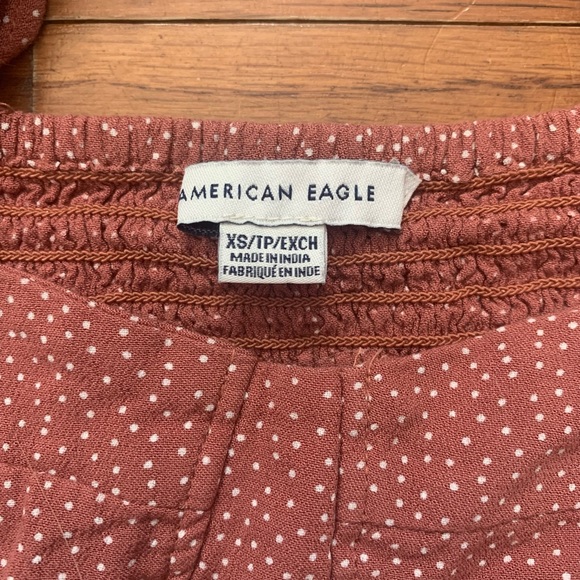 AMERICAN EAGLE
XS/TP/EXCH
MADE IN INDIA
FABRIQUÉ EN INDE